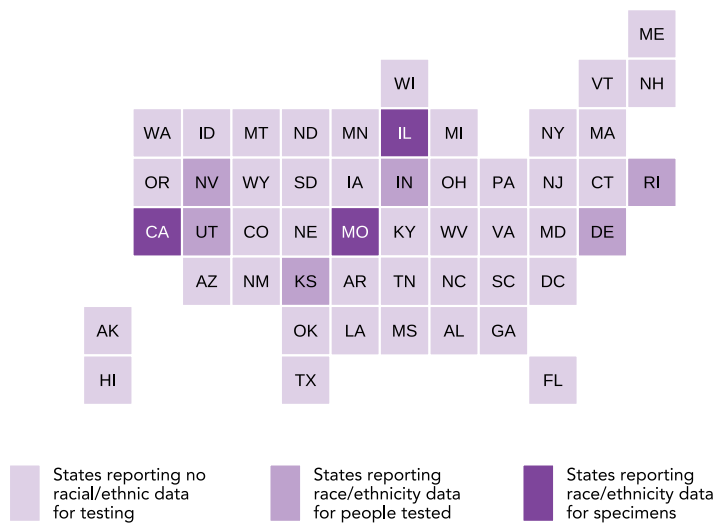 ME
WI VT NH
WA ID MT ND MN IL MI NY MA
OR NV WY SD IA IN OH PA NJ CT RI
CA UT CO NE MO KY WV VA MD DE
AZ NM KS AR TN NC SC DC
AK OK LA MS AL GA
HI TX FL
States reporting no
racial/ethnic data
for testing
States reporting
race/ethnicity data
for people tested
States reporting
race/ethnicity data
for specimens